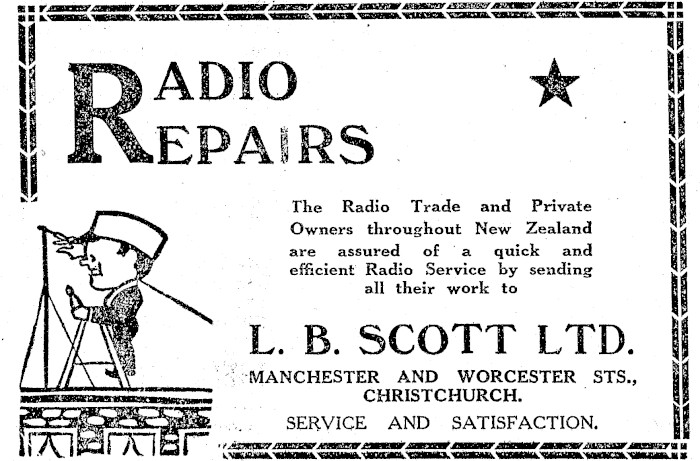 RADIO
REPAIRS
The Radio Trade and Private
Owners throughout New Zealand
are assured of a quick and
efficient Radio Service by sending
all their work to
L. B. SCOTT LTD.
MANCHESTER AND WORCESTER STS.,
CHRISTCHURCH.
SERVICE AND SATISFACTION.